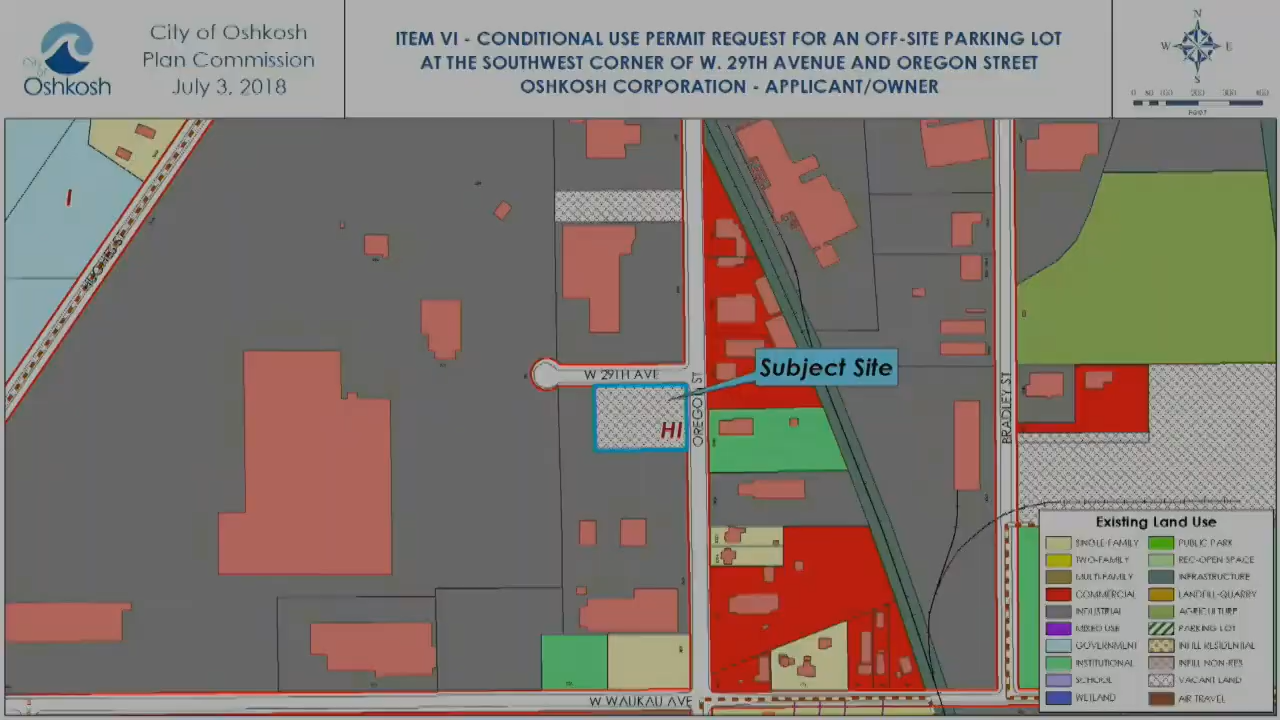 City of
Oshkosh
City of Oshkosh
Plan Commission
July 3, 2018
ITEM VI - CONDITIONAL USE PERMIT REQUEST FOR AN OFF-SITE PARKING LOT
AT THE SOUTHWEST CORNER OF W. 29TH AVENUE AND OREGON STREET
OSHKOSH CORPORATION - APPLICANT/OWNER
N
W E
S
I
W 29TH AVE
Subject Site
HI
OREGON ST
BRADLEY ST
W WAUKAU AVE
Existing Land Use
SINGLE-FAMILY
TWO-FAMILY
MULTI-FAMILY
COMMERCIAL
INDUSTRIAL
MIXED USE
GOVERNMENT
INSTITUTIONAL
SCHOOL
WETLAND
PUBLIC PARK
REC-OPEN SPACE
INFRASTRUCTURE
LANDFILL-QUARRY
AGRICULTURE
PARKING LOT
INFILL RESIDENTIAL
INFILL NON-RES
VACANT LAND
AIR TRAVEL